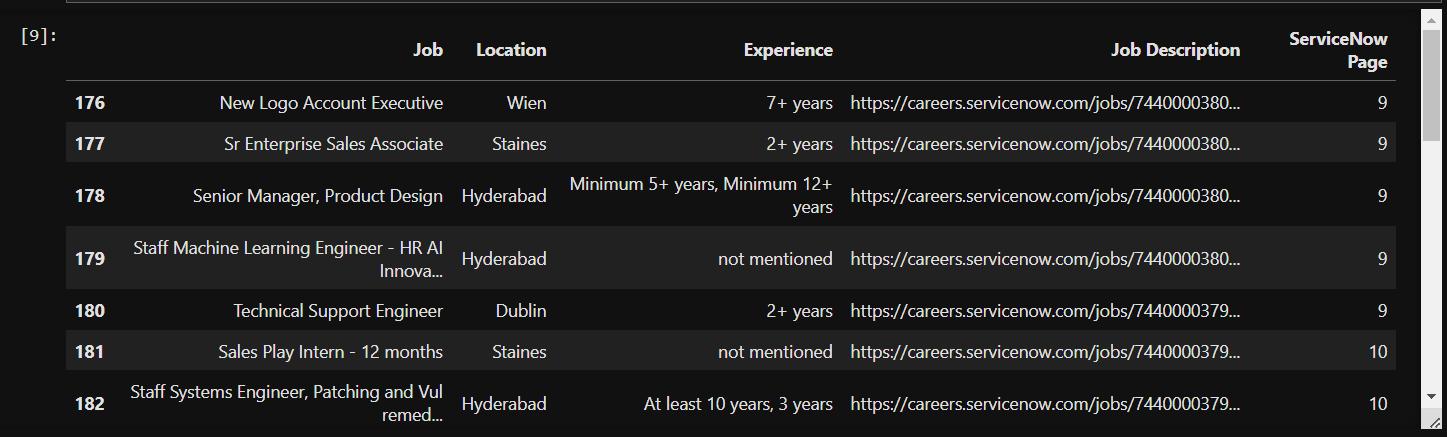 [9]:
Job Location Experience Job Description ServiceNow
Page
176 New Logo Account Executive Wien 7+ years https://careers.servicenow.com/jobs/7440000380... 9
177 Sr Enterprise Sales Associate Staines 2+ years https://careers.servicenow.com/jobs/7440000380... 9
178 Senior Manager, Product Design Hyderabad Minimum 5+ years, Minimum 12+
years https://careers.servicenow.com/jobs/7440000380... 9
179 Staff Machine Learning Engineer - HR AI
Innova... Hyderabad not mentioned https://careers.servicenow.com/jobs/7440000380... 9
180 Technical Support Engineer Dublin 2+ years https://careers.servicenow.com/jobs/7440000379... 9
181 Sales Play Intern - 12 months Staines not mentioned https://careers.servicenow.com/jobs/7440000379... 10
182 Staff Systems Engineer, Patching and Vul
remed... Hyderabad At least 10 years, 3 years https://careers.servicenow.com/jobs/7440000379... 10